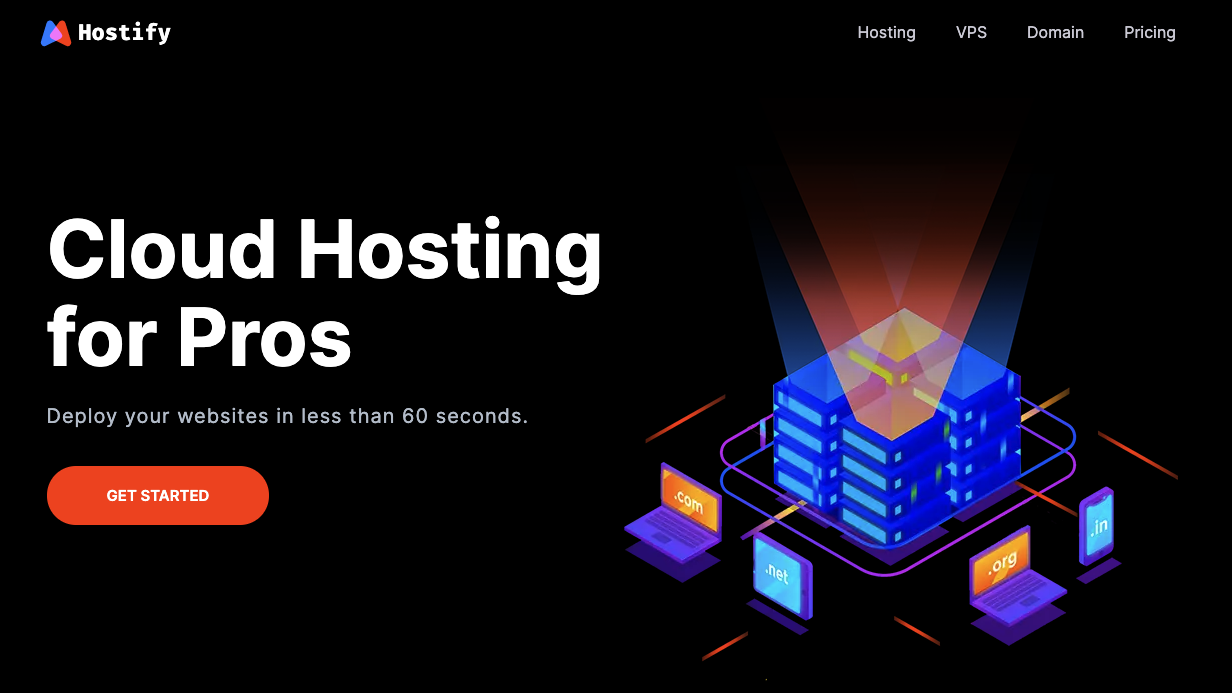 Hostify
Hosting VPS Domain Pricing
Cloud Hosting
for Pros
Deploy your websites in less than 60 seconds.
GET STARTED
.com
.net
.org
.in